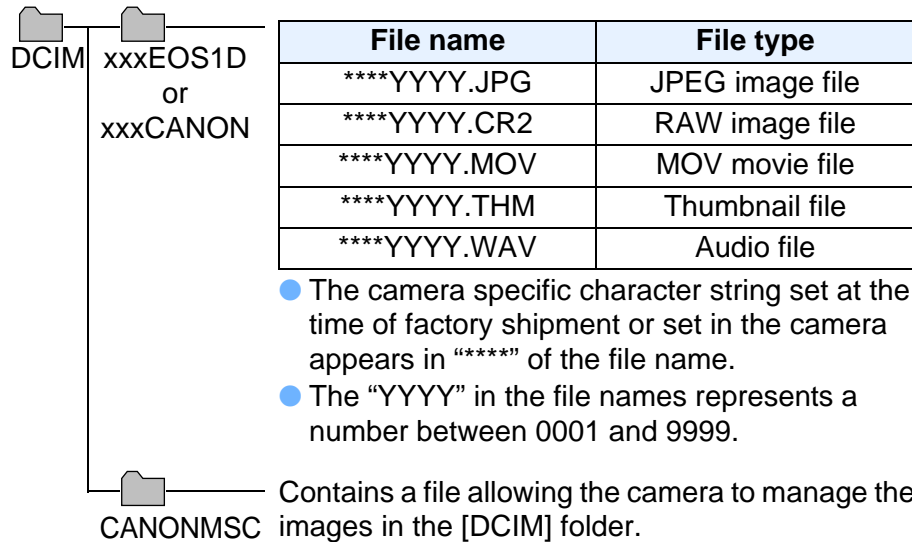 DCIM
xxxEOS1D
or
xxxCANON
File name File type
****YYYY.JPG JPEG image file
****YYYY.CR2 RAW image file
****YYYY.MOV MOV movie file
****YYYY.THM Thumbnail file
****YYYY.WAV Audio file
● The camera specific character string set at the
time of factory shipment or set in the camera
appears in “****” of the file name.
● The “YYYY” in the file names represents a
number between 0001 and 9999.
CANONMSC
Contains a file allowing the camera to manage the
images in the [DCIM] folder.